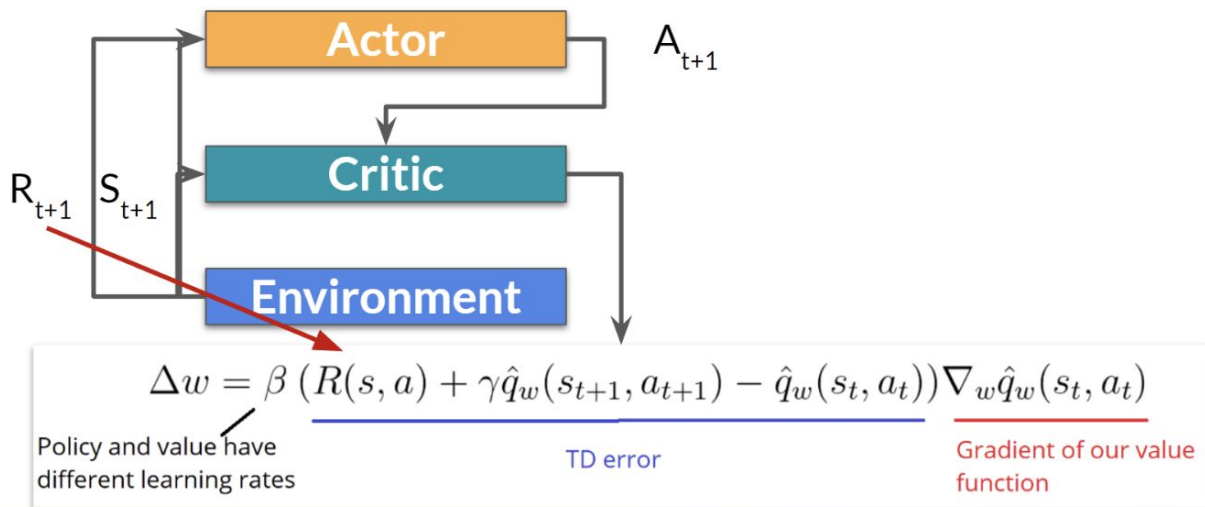 Actor
A_{t+1}
Critic
R_{t+1} S_{t+1}
Environment
Δw = β (R(s, a) + γq̂_w(s_{t+1}, a_{t+1}) − q̂_w(s_t, a_t))∇_w q̂_w(s_t, a_t)
Policy and value have
different learning rates
TD error
Gradient of our value
function